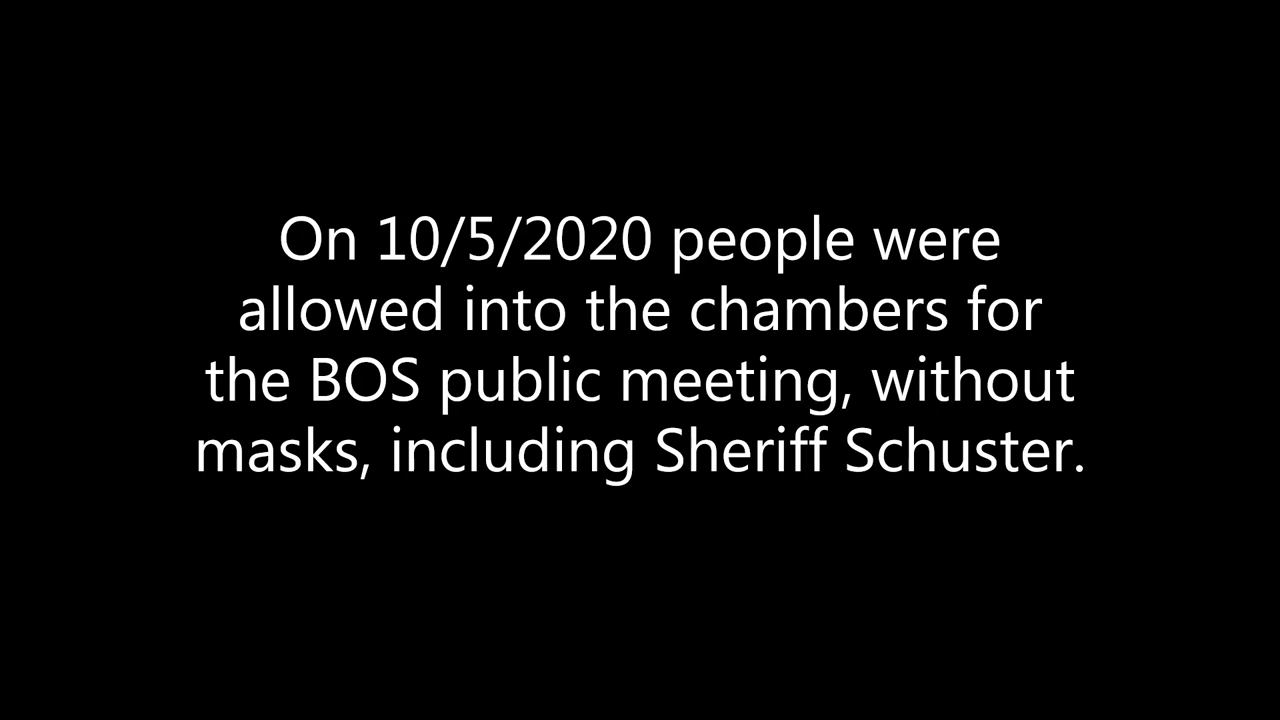 On 10/5/2020 people were
allowed into the chambers for
the BOS public meeting, without
masks, including Sheriff Schuster.